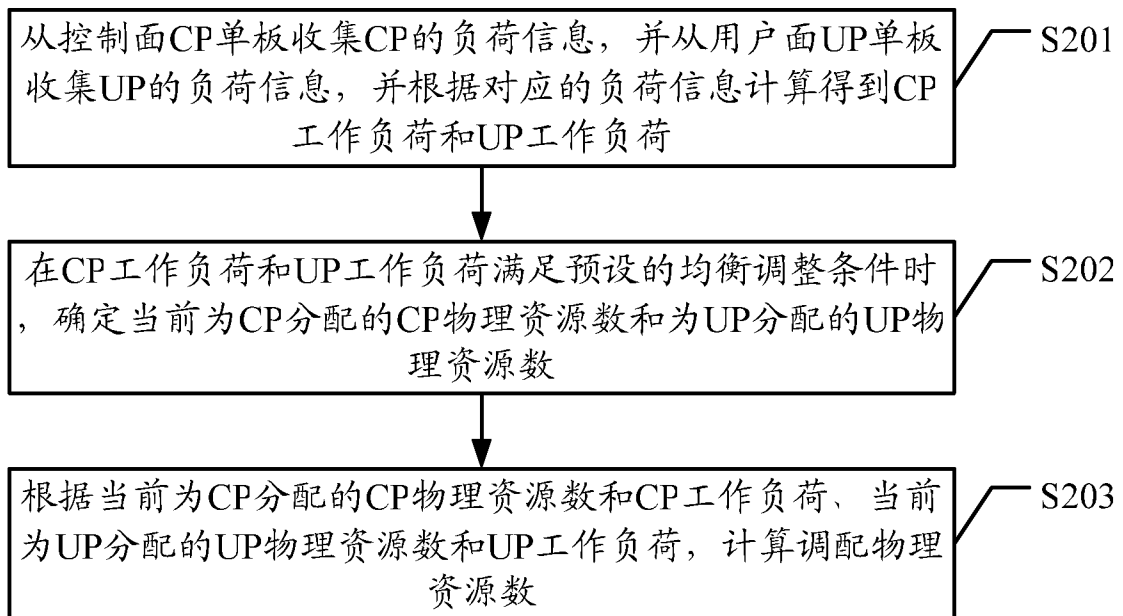 从控制面CP单板收集CP的负荷信息，并从用户面UP单板
收集UP的负荷信息，并根据对应的负荷信息计算得到CP
工作负荷和UP工作负荷
S201
在CP工作负荷和UP工作负荷满足预设的均衡调整条件时
，确定当前为CP分配的CP物理资源数和为UP分配的UP物
理资源数
S202
根据当前为CP分配的CP物理资源数和CP工作负荷、当前
为UP分配的UP物理资源数和UP工作负荷，计算调配物理
资源数
S203